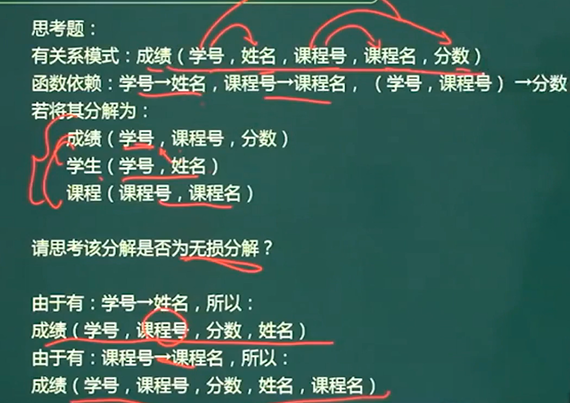 思考题：
有关系模式：成绩（学号，姓名，课程号，课程名，分数）
函数依赖：学号→姓名，课程号→课程名，（学号，课程号）→分数
若将其分解为：
成绩（学号，课程号，分数）
学生（学号，姓名）
课程（课程号，课程名）
请思考该分解是否为无损分解？
由于有：学号→姓名，所以：
成绩（学号，课程号，分数，姓名）
由于有：课程号→课程名，所以：
成绩（学号，课程号，分数，姓名，课程名）